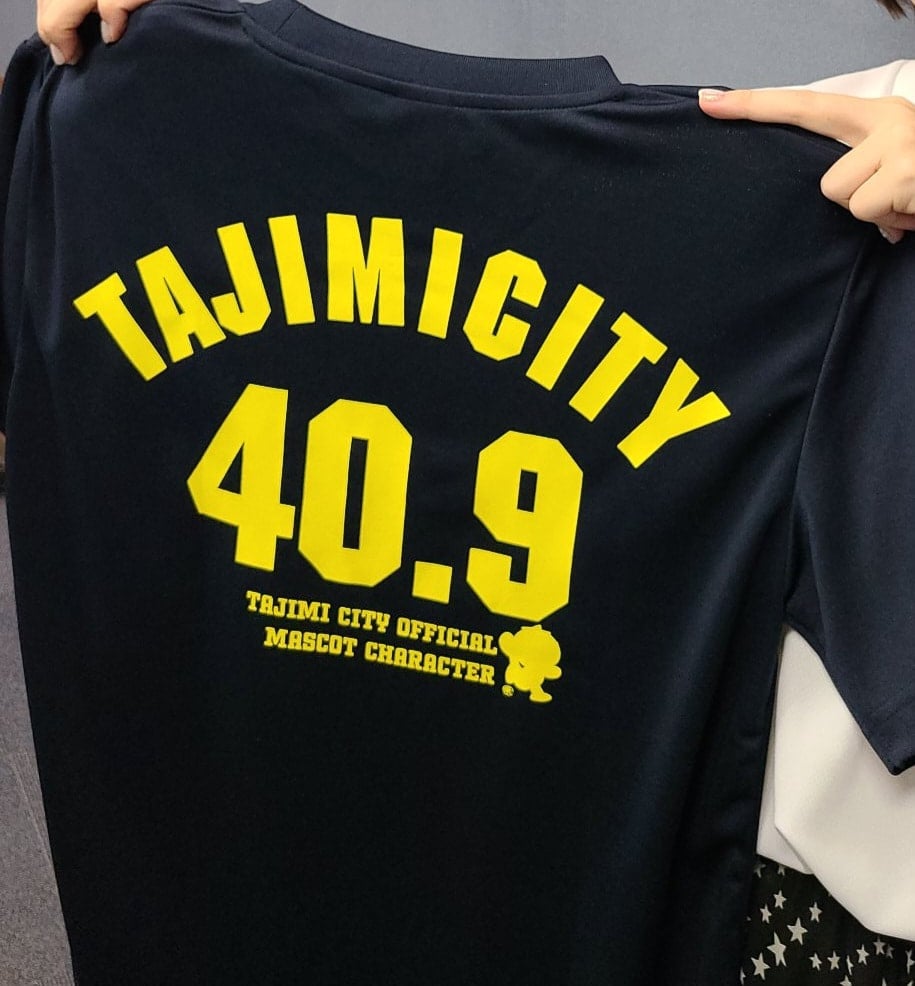 TAJIMICITY
40.9
TAJIMI CITY OFFICIAL
MASCOT CHARACTER